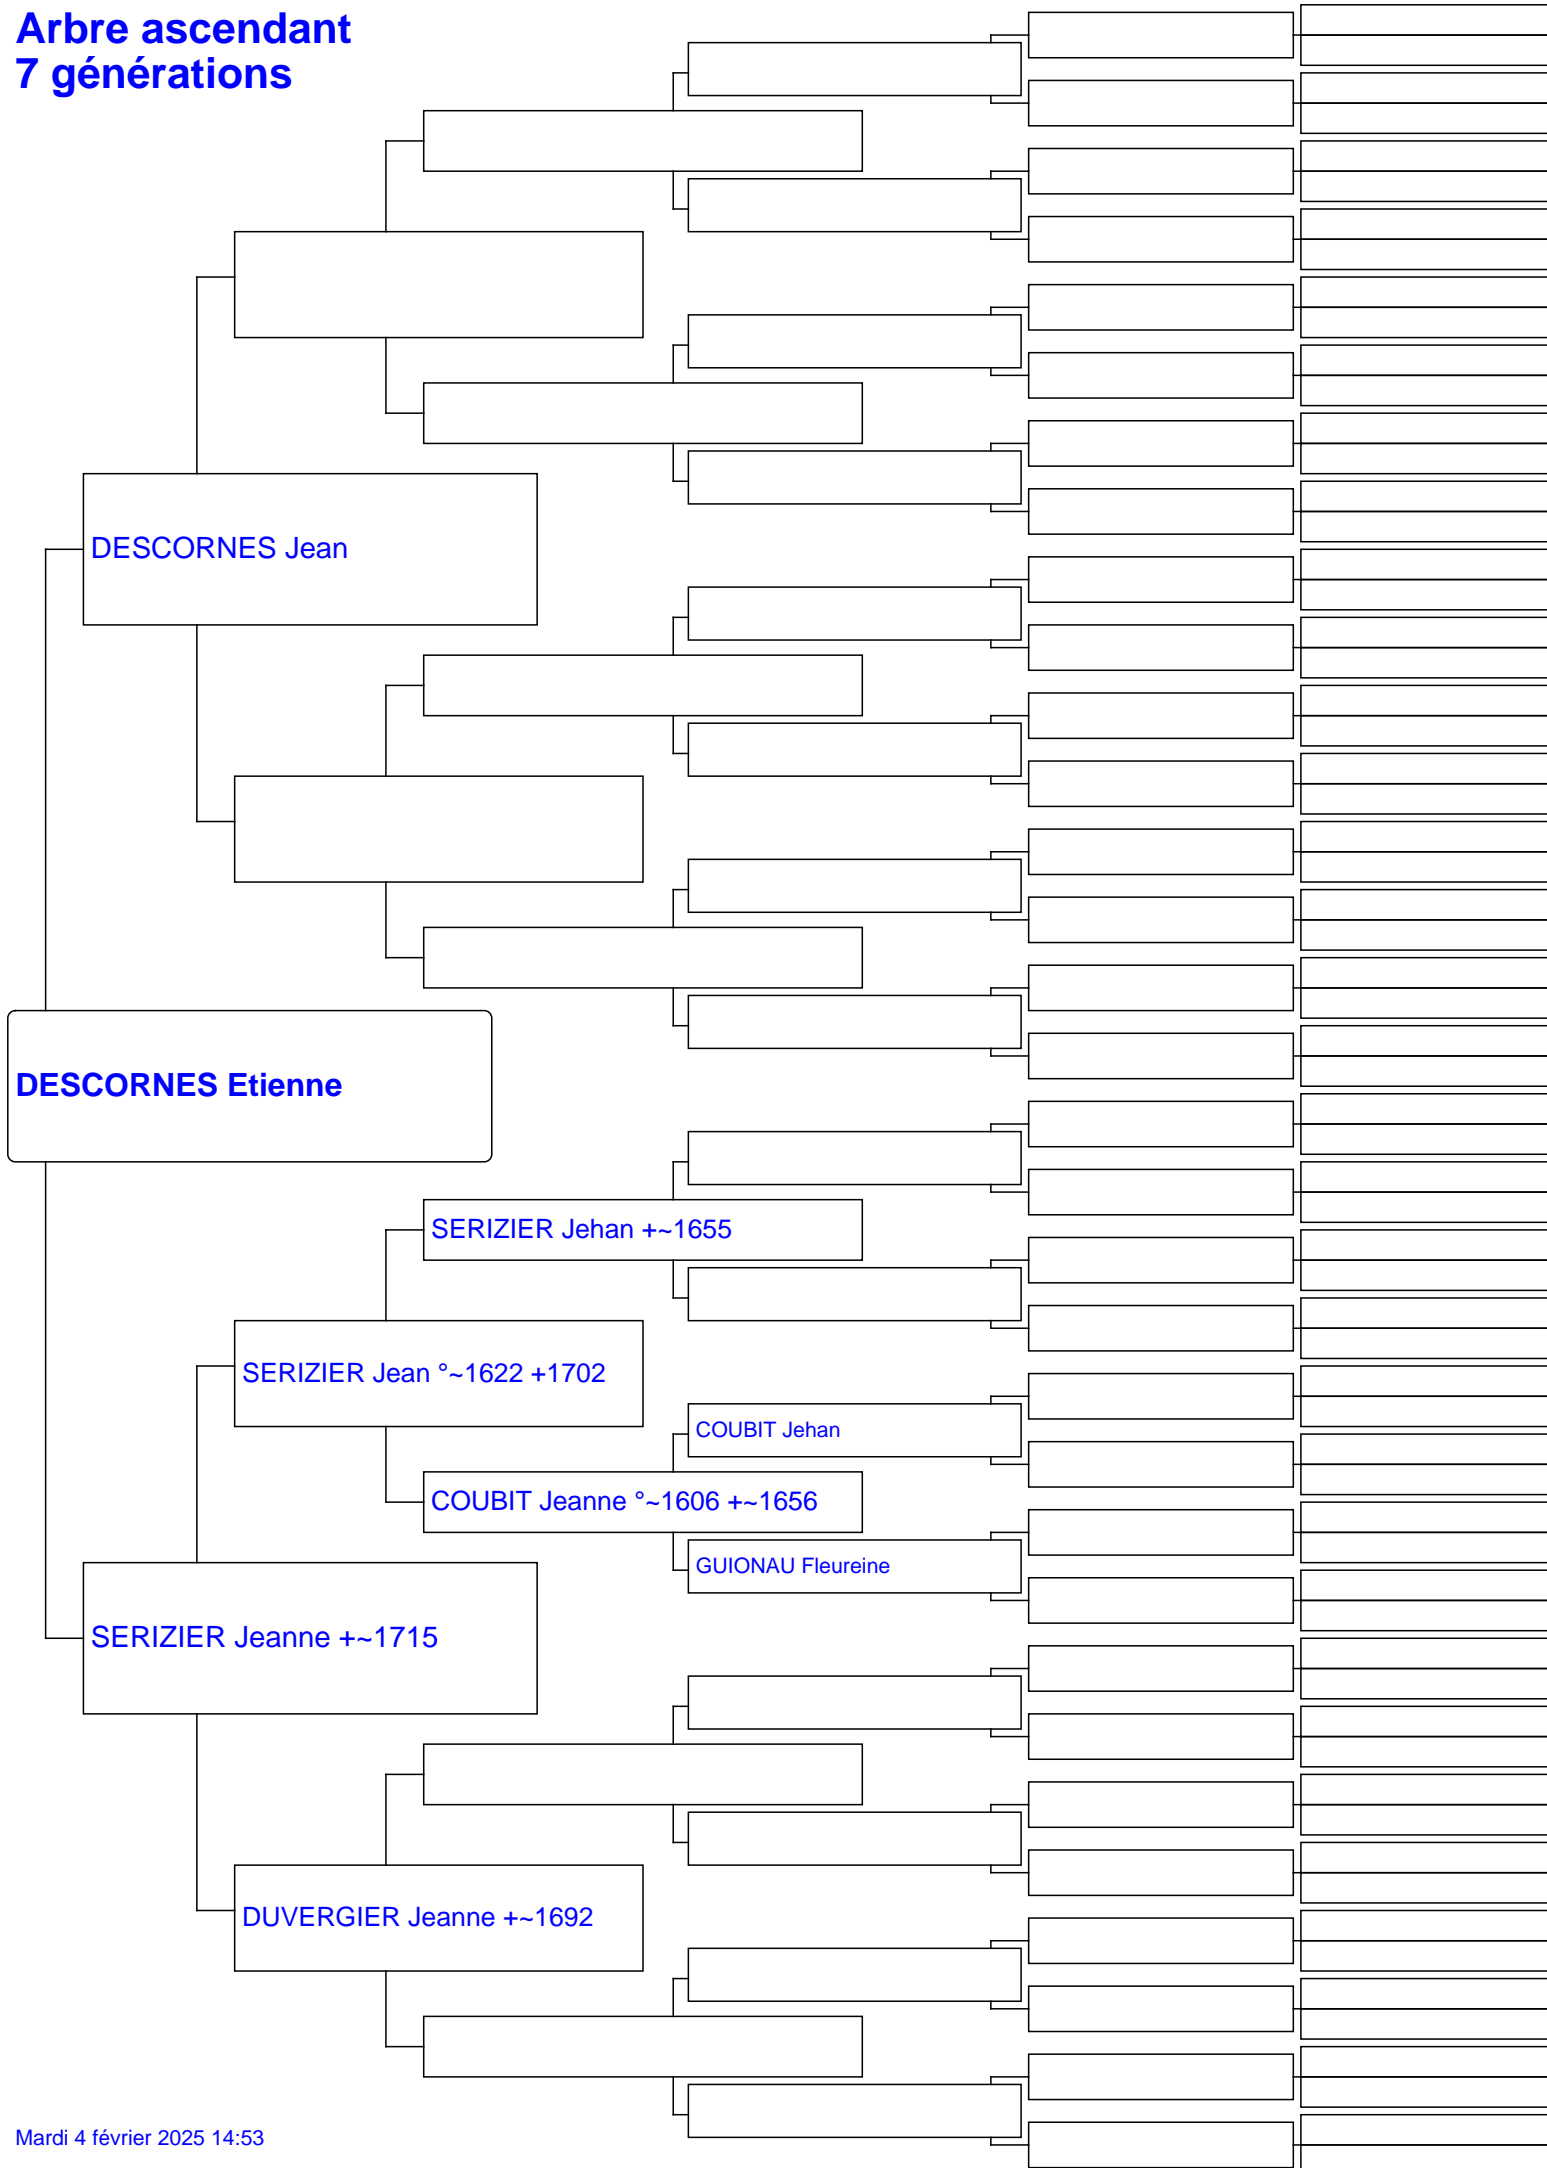 Arbre ascendant
7 générations
DESCORNES Jean
DESCORNES Etienne
SERIZIER Jehan +~1655
SERIZIER Jean °~1622 +1702
COUBIT Jehan
COUBIT Jeanne °~1606 +~1656
GUIONAU Fleureine
SERIZIER Jeanne +~1715
DUVERGIER Jeanne +~1692
Mardi 4 février 2025 14:53